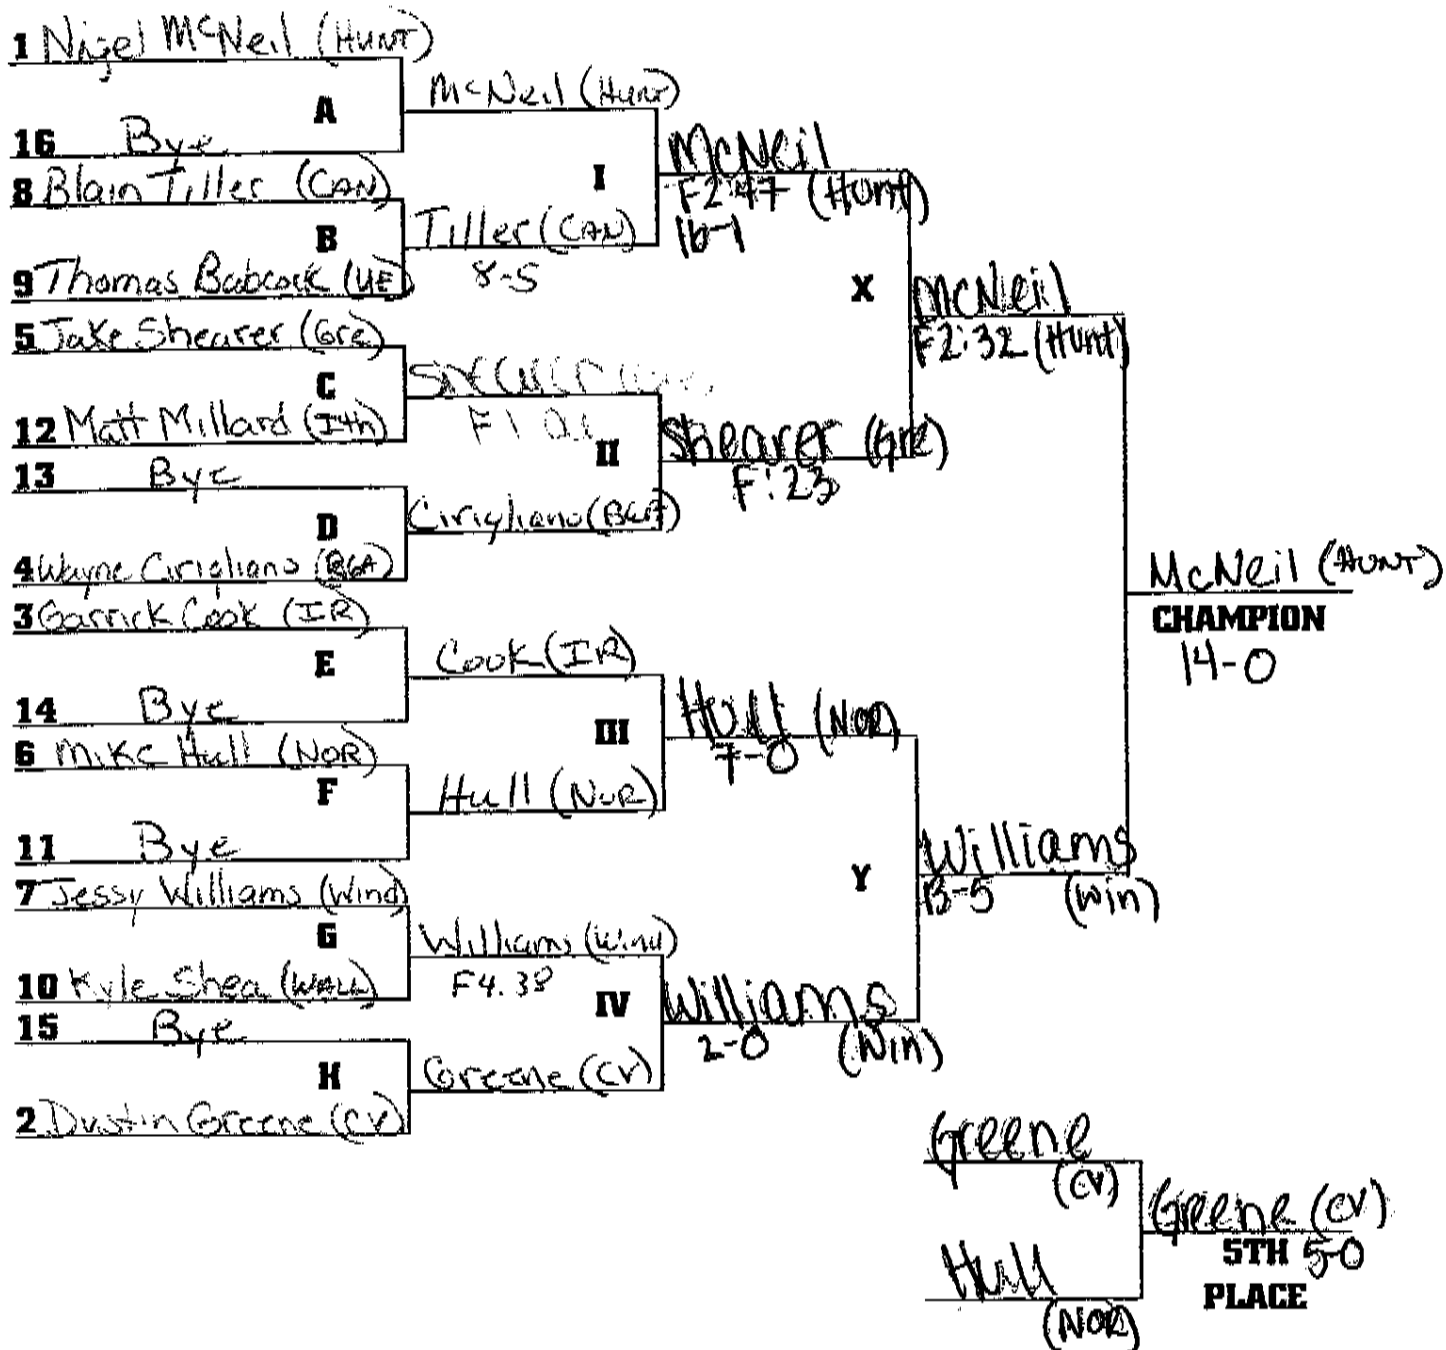 1 Nigel McNeil (HUNT)
A
16 Bye
McNeil (Hunt)
8 Blain Tiller (CAN)
B
9 Thomas Babcock (UE)
Tiller (CAN)
8-5
I
McNeil
F2:47 (Hunt)
16-1
5 Jake Shearer (Gre)
C
12 Matt Millard (Ith)
13 Bye
D
4 Wayne Cirigliano (BGA)
Cirigliano
II
Shearer (Gre)
F:23
X
McNeil
F2:32 (Hunt)
3 Garrick Cook (IR)
E
14 Bye
Cook (IR)
6 Mike Hull (NOR)
F
11 Bye
Hull (NOR)
III
Hull (NOR)
7-0
7 Jessy Williams (Wind)
G
10 Kyle Shea (WALL)
Williams (Wind)
F4:38
15 Bye
H
2 Dustin Greene (CV)
Greene (CV)
IV
Williams
2-0 (Win)
Y
Williams
13-5 (Win)
McNeil (HUNT)
CHAMPION
14-0
Greene
(CV)
Hull
(NOR)
Greene (CV)
5TH 5-0
PLACE